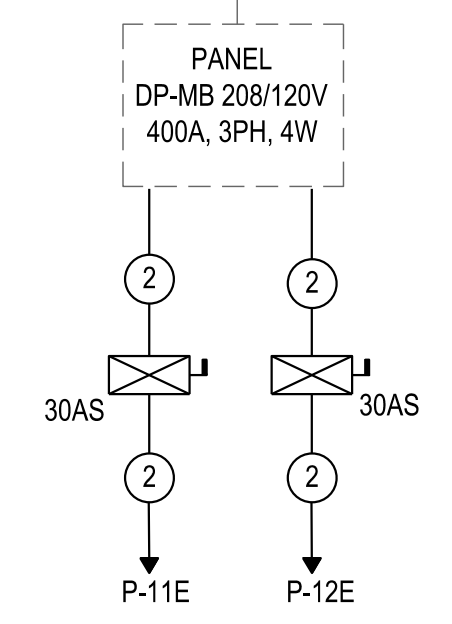 PANEL
DP-MB 208/120V
400A, 3PH, 4W
2
2
30AS
30AS
2
2
P-11E
P-12E